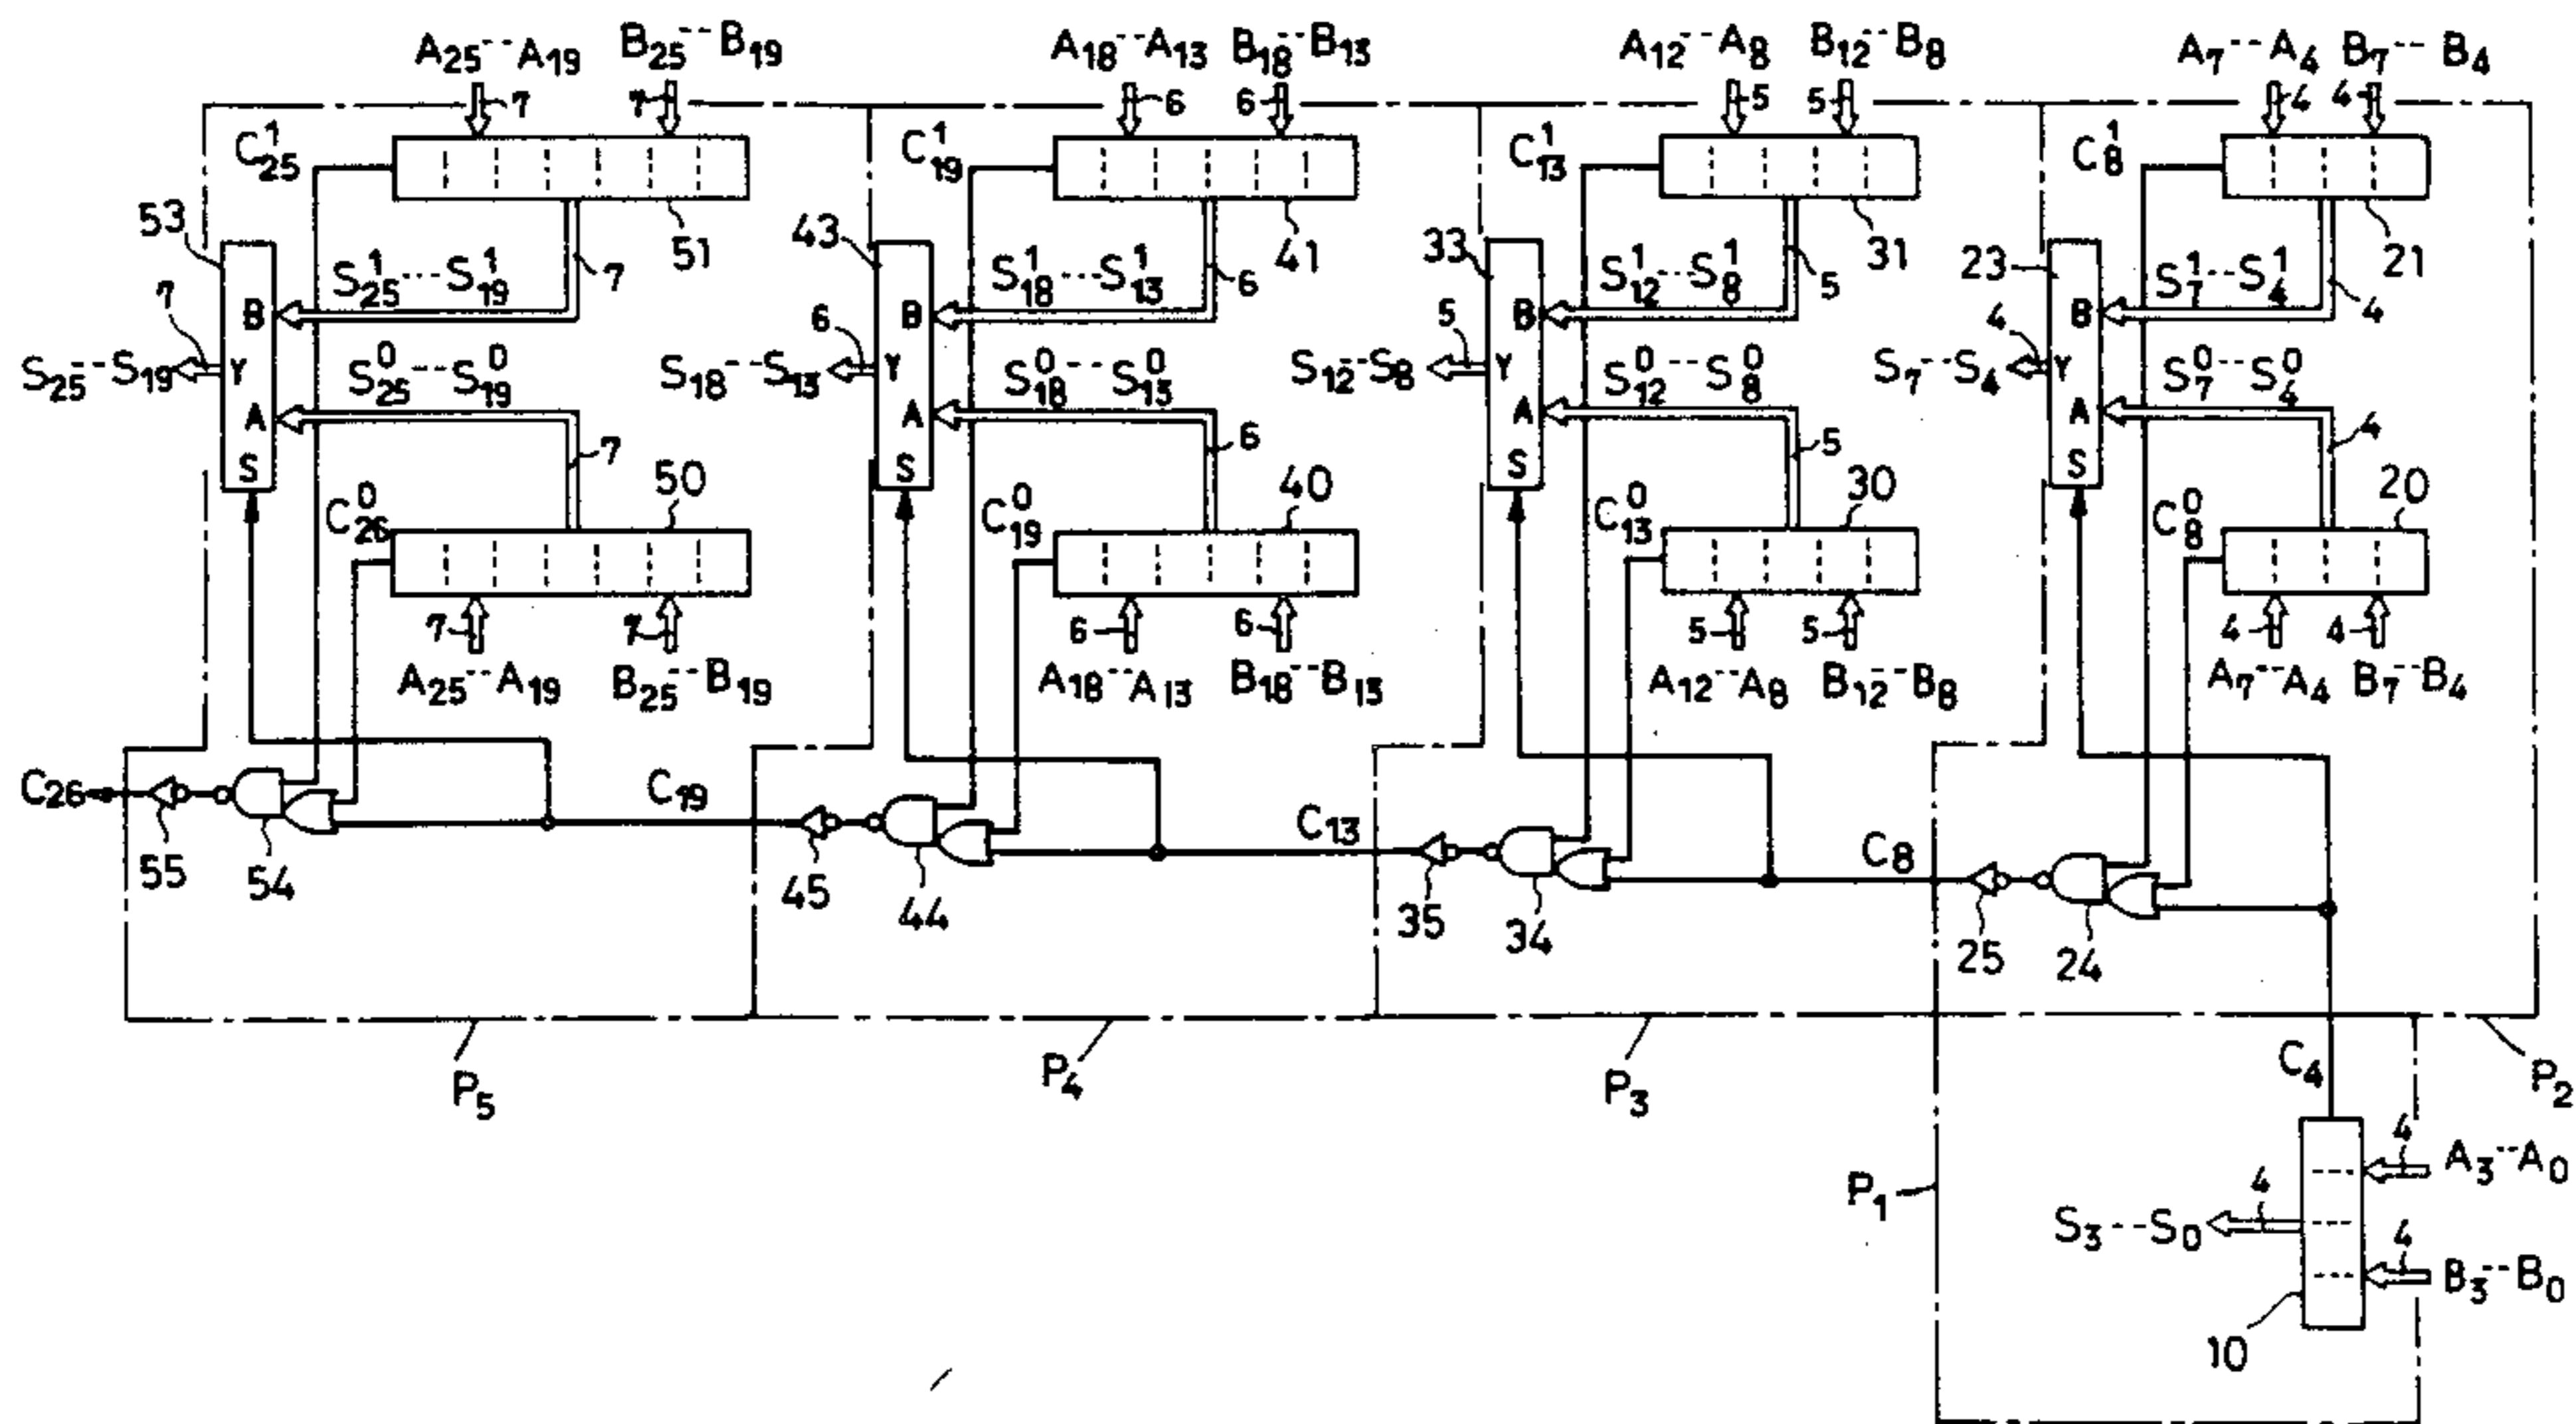 A₂₅--A₁₉ B₂₅--B₁₉ A₁₈--A₁₃ B₁₈--B₁₃ A₁₂--A₈ B₁₂--B₈ A₇--A₄ B₇--B₄
7 7 6 6 5 5 4 4
C¹₂₅ C¹₁₉ C¹₁₃ C¹₈
53 51 43 41 33 31 23 21
S¹₂₅--S¹₁₉ 7 S¹₁₈--S¹₁₃ 6 S¹₁₂--S¹₈ 5 S¹₇--S¹₄ 4
7 B 6 B 5 B 4 B
S₂₅--S₁₉ Y S₁₈--S₁₃ Y S₁₂--S₈ Y S₇--S₄ Y
S⁰₂₅--S⁰₁₉ S⁰₁₈--S⁰₁₃ S⁰₁₂--S⁰₈ S⁰₇--S⁰₄
A 7 A 6 A 5 A 4
S 50 S 40 S 30 S 20
C⁰₂₆ C⁰₁₉ C⁰₁₃ C⁰₈
7 7 6 6 5 5 4 4
A₂₅--A₁₉ B₂₅--B₁₉ A₁₈--A₁₃ B₁₈--B₁₃ A₁₂--A₈ B₁₂--B₈ A₇--A₄ B₇--B₄
C₂₆ C₁₉ C₁₃ C₈
55 54 45 44 35 34 25 24
P₅ P₄ P₃ P₂
C₄
4 A₃--A₀
P₁ S₃--S₀ 4
4 B₃--B₀
10